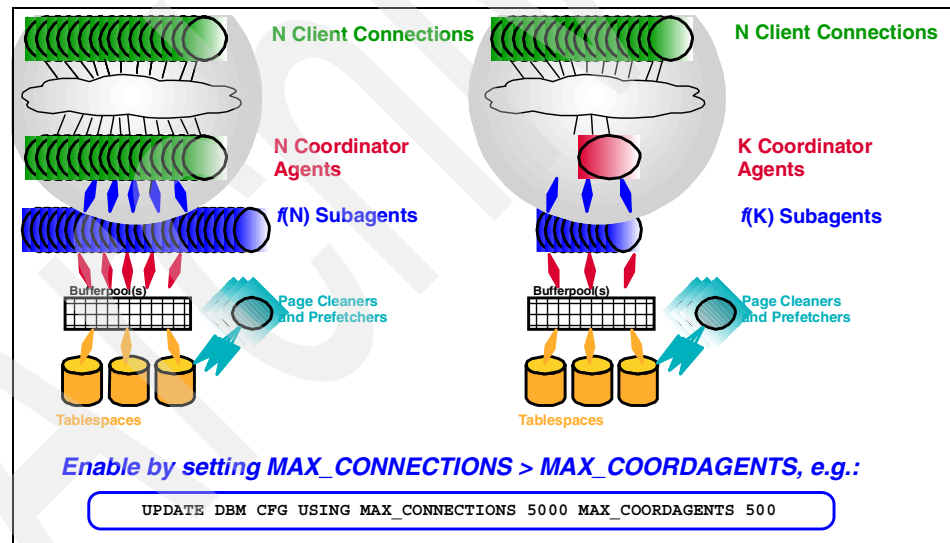 N Client Connections
N Coordinator
Agents
f(N) Subagents
Bufferpool(s)
Page Cleaners
and Prefetchers
Tablespaces
N Client Connections
K Coordinator
Agents
f(K) Subagents
Bufferpool(s)
Page Cleaners
and Prefetchers
Tablespaces
Enable by setting MAX_CONNECTIONS > MAX_COORDAGENTS, e.g.:
UPDATE DBM CFG USING MAX_CONNECTIONS 5000 MAX_COORDAGENTS 500